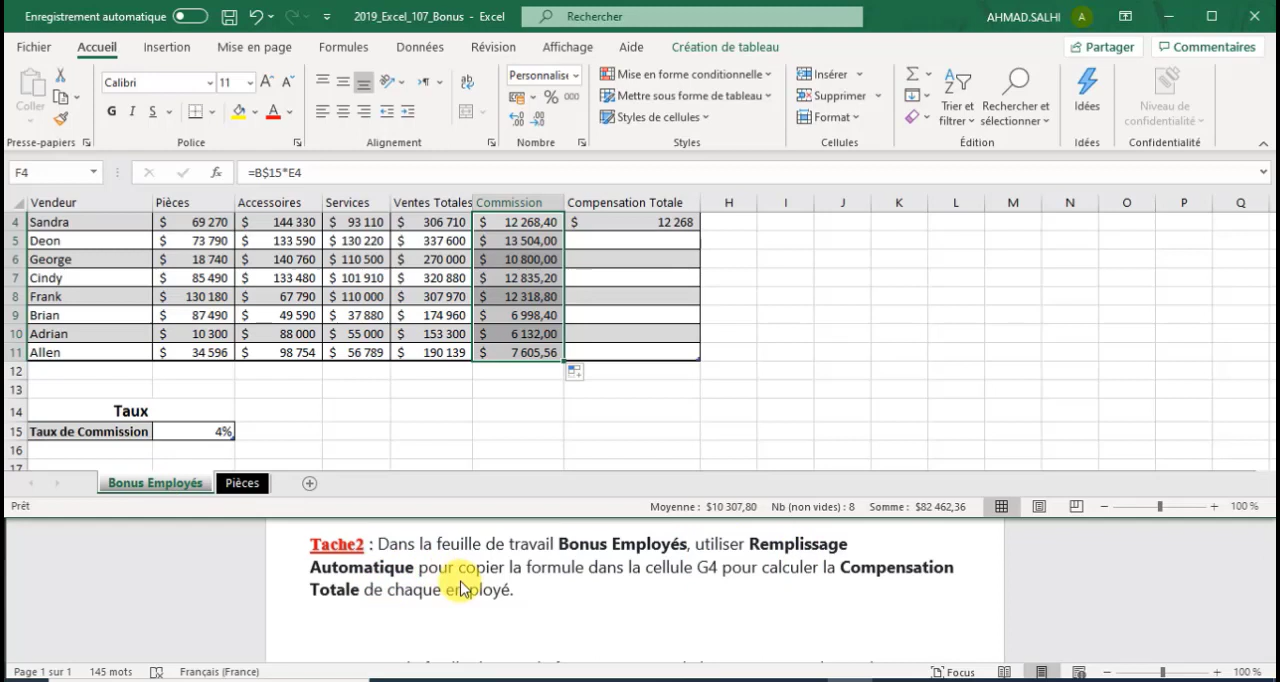 Enregistrement automatique 2019_Excel_107_Bonus - Excel Rechercher AHMAD.SALHI A
Fichier Accueil Insertion Mise en page Formules Données Révision Affichage Aide Création de tableau Partager Commentaires
Coller Calibri 11 Personnalise Mise en forme conditionnelle Insérer
Mettre sous forme de tableau Supprimer Trier et filtrer Rechercher et sélectionner Idées Niveau de confidentialité
G I S % 000 Styles de cellules Format
Presse-papiers Police Alignement Nombre Styles Cellules Édition Idées Confidentialité
F4 fx =B$15*E4
Vendeur Pièces Accessoires Services Ventes Totales Commission Compensation Totale H I J K L M N O P Q
4 Sandra $ 69 270 $ 144 330 $ 93 110 $ 306 710 $ 12 268,40 $ 12 268
5 Deon $ 73 790 $ 133 590 $ 130 220 $ 337 600 $ 13 504,00
6 George $ 18 740 $ 140 760 $ 110 500 $ 270 000 $ 10 800,00
7 Cindy $ 85 490 $ 133 480 $ 101 910 $ 320 880 $ 12 835,20
8 Frank $ 130 180 $ 67 790 $ 110 000 $ 307 970 $ 12 318,80
9 Brian $ 87 490 $ 49 590 $ 37 880 $ 174 960 $ 6 998,40
10 Adrian $ 10 300 $ 88 000 $ 55 000 $ 153 300 $ 6 132,00
11 Allen $ 34 596 $ 98 754 $ 56 789 $ 190 139 $ 7 605,56
12
13
14 Taux
15 Taux de Commission 4%
16
17
Bonus Employés Pièces
Prêt Moyenne : $10 307,80 Nb (non vides) : 8 Somme : $82 462,36 100 %
Tache2 : Dans la feuille de travail Bonus Employés, utiliser Remplissage
Automatique pour copier la formule dans la cellule G4 pour calculer la Compensation
Totale de chaque employé.
Page 1 sur 1 145 mots Français (France) Focus 100 %